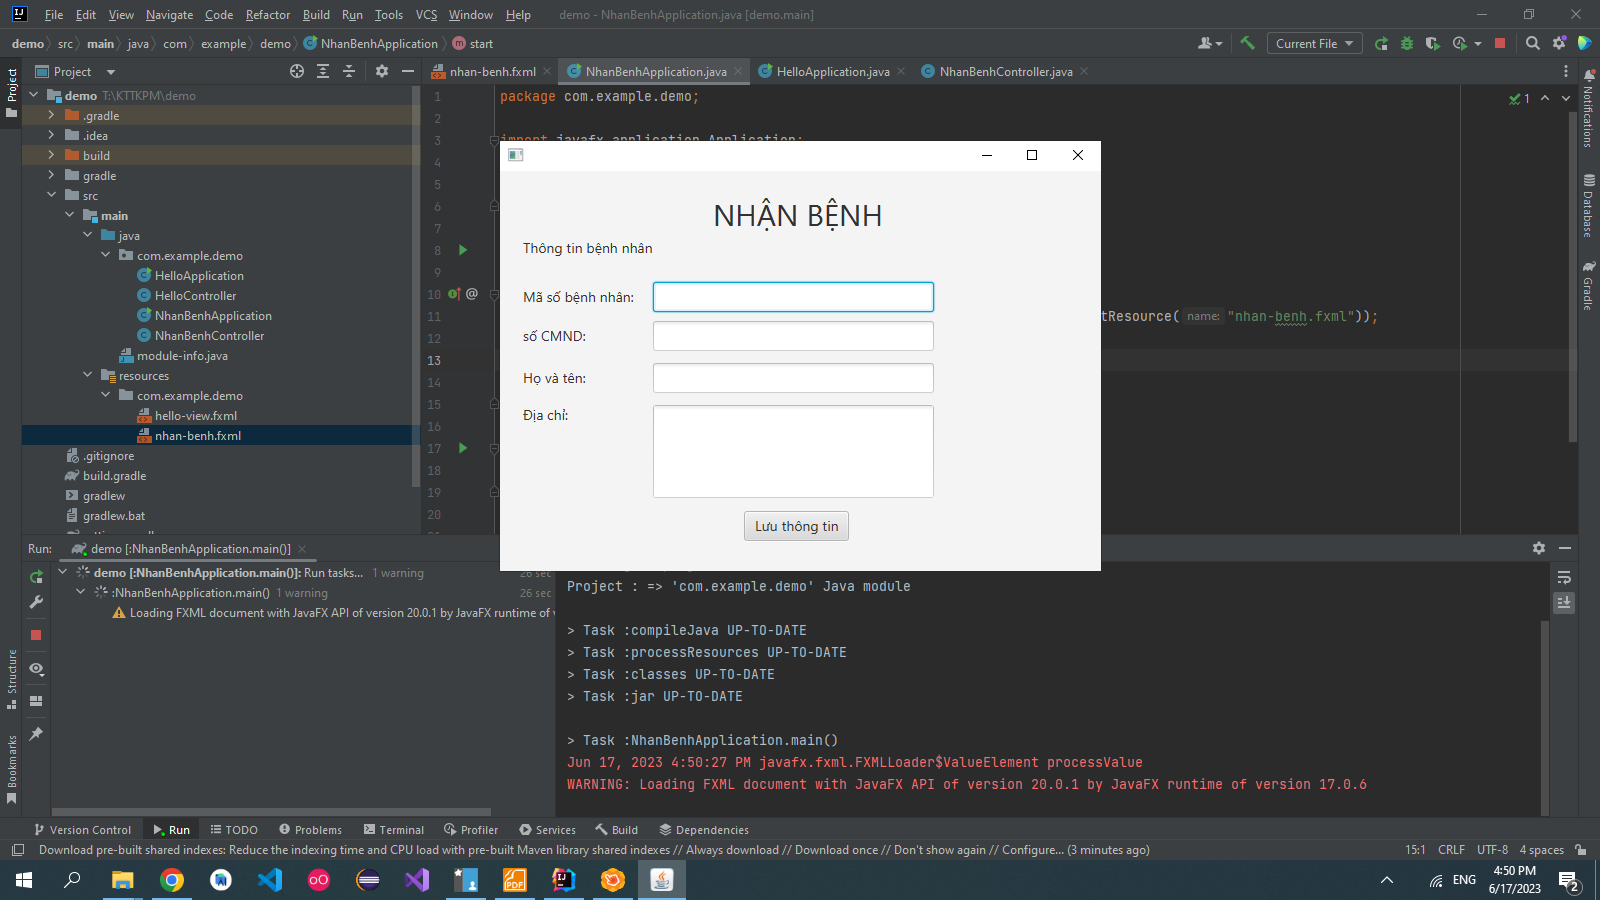 File Edit View Navigate Code Refactor Build Run Tools VCS Window Help demo - NhanBenhApplication.java [demo.main]
demo src main java com example demo NhanBenhApplication start Current File
Project
nhan-benh.fxml NhanBenhApplication.java HelloApplication.java NhanBenhController.java
Project
Structure
Bookmarks
demo T:\KTTKPM\demo
.gradle
.idea
build
gradle
src
main
java
com.example.demo
HelloApplication
HelloController
NhanBenhApplication
NhanBenhController
module-info.java
resources
com.example.demo
hello-view.fxml
nhan-benh.fxml
.gitignore
build.gradle
gradlew
gradlew.bat
1 package com.example.demo;
2
3 import javafx.application.Application;
4
5
6
7
8
9
10
11 tResource( name: "nhan-benh.fxml"));
12
13
14
15
16
17
18
19
20
1
Notifications
Database
Gradle
NHẬN BỆNH
Thông tin bệnh nhân
Mã số bệnh nhân:
số CMND:
Họ và tên:
Địa chỉ:
Lưu thông tin
Run: demo [:NhanBenhApplication.main()]
demo [:NhanBenhApplication.main()]: Run tasks... 1 warning 26 sec
:NhanBenhApplication.main() 1 warning 26 sec
Loading FXML document with JavaFX API of version 20.0.1 by JavaFX runtime of
Project : => 'com.example.demo' Java module
> Task :compileJava UP-TO-DATE
> Task :processResources UP-TO-DATE
> Task :classes UP-TO-DATE
> Task :jar UP-TO-DATE
> Task :NhanBenhApplication.main()
Jun 17, 2023 4:50:27 PM javafx.fxml.FXMLLoader$ValueElement processValue
WARNING: Loading FXML document with JavaFX API of version 20.0.1 by JavaFX runtime of version 17.0.6
Version Control Run TODO Problems Terminal Profiler Services Build Dependencies
Download pre-built shared indexes: Reduce the indexing time and CPU load with pre-built Maven library shared indexes // Always download // Download once // Don't show again // Configure... (3 minutes ago) 15:1 CRLF UTF-8 4 spaces
ENG 4:50 PM
6/17/2023
2